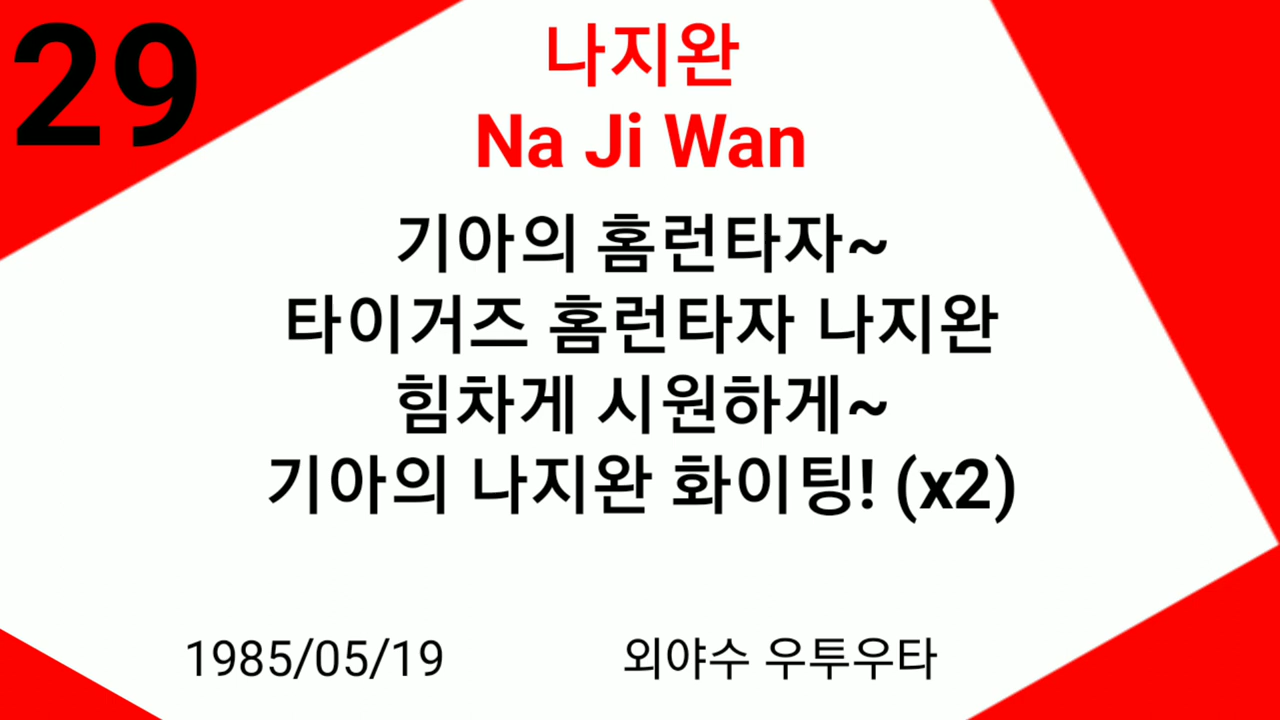 29
나지완
Na Ji Wan
기아의 홈런타자~
타이거즈 홈런타자 나지완
힘차게 시원하게~
기아의 나지완 화이팅! (x2)
1985/05/19
외야수 우투우타